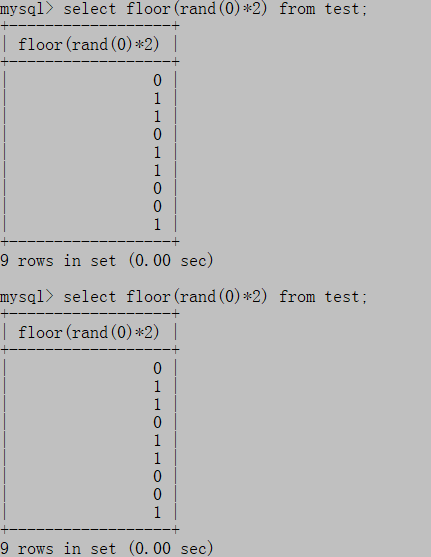 mysql> select floor(rand(0)*2) from test;
+------------------+
| floor(rand(0)*2) |
+------------------+
|                0 |
|                1 |
|                1 |
|                0 |
|                1 |
|                1 |
|                0 |
|                0 |
|                1 |
+------------------+
9 rows in set (0.00 sec)

mysql> select floor(rand(0)*2) from test;
+------------------+
| floor(rand(0)*2) |
+------------------+
|                0 |
|                1 |
|                1 |
|                0 |
|                1 |
|                1 |
|                0 |
|                0 |
|                1 |
+------------------+
9 rows in set (0.00 sec)